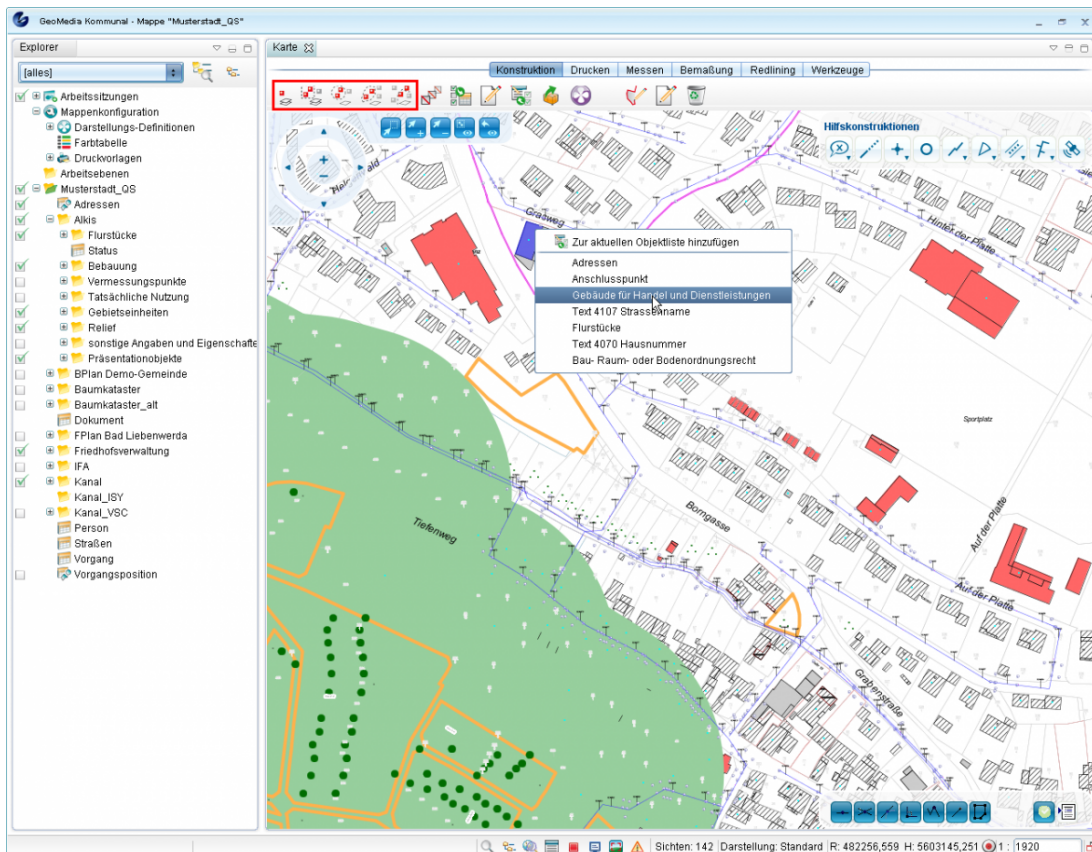 GeoMedia Kommunal - Mappe "Musterstadt_QS"
Explorer
[alles]
Arbeitssitzungen
Mappenkonfiguration
Darstellungs-Definitionen
Farbtabelle
Druckvorlagen
Arbeitsebenen
Musterstadt_QS
Adressen
Alkis
Flurstücke
Status
Bebauung
Vermessungspunkte
Tatsächliche Nutzung
Gebietseinheiten
Relief
sonstige Angaben und Eigenschafte
Präsentationobjekte
BPlan Demo-Gemeinde
Baumkataster
Baumkataster_alt
Dokument
FPlan Bad Liebenwerda
Friedhofsverwaltung
IFA
Kanal
Kanal_ISY
Kanal_VSC
Person
Straßen
Vorgang
Vorgangsposition
Karte
Konstruktion Drucken Messen Bemaßung Redlining Werkzeuge
Hilfskonstruktionen
Grasweg
Hinter der Platte
Zur aktuellen Objektliste hinzufügen
Adressen
Anschlusspunkt
Gebäude für Handel und Dienstleistungen
Text 4107 Strassenname
Flurstücke
Text 4070 Hausnummer
Bau- Raum- oder Bodenordnungsrecht
Sportplatz
Borngasse
Tiefenweg
Auf der Platte
Auf der Platte
Grabenstraße
Sichten: 142 Darstellung: Standard R: 482256,559 H: 5603145,251 1 : 1920